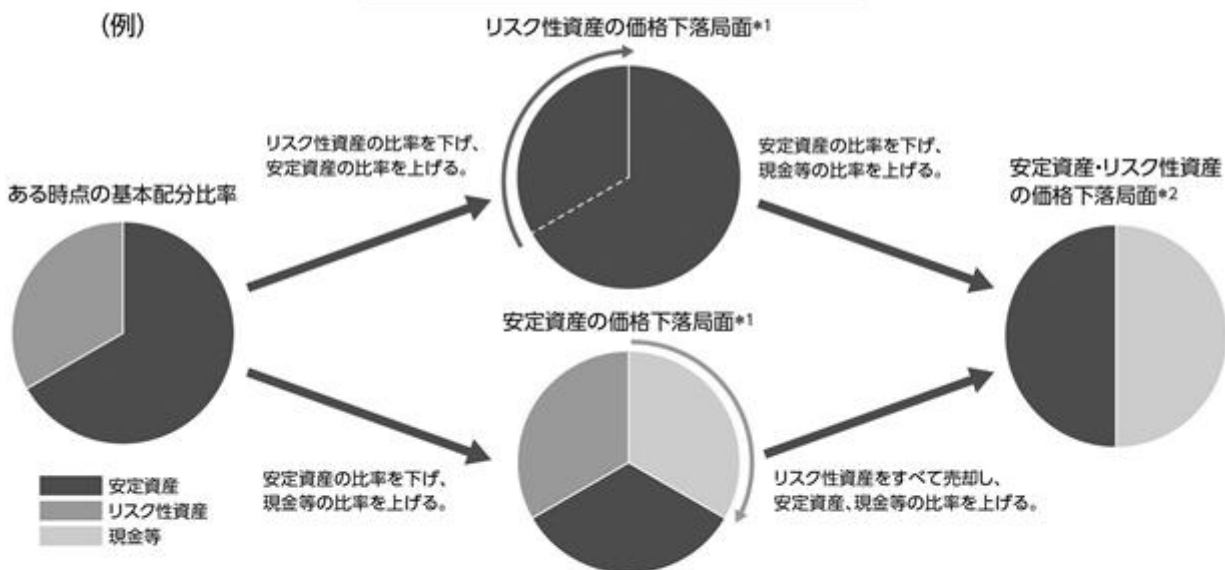 (例)
リスク性資産の価格下落局面*1
リスク性資産の比率を下げ、
安定資産の比率を上げる。
安定資産の比率を下げ、
現金等の比率を上げる。
ある時点の基本配分比率
安定資産・リスク性資産
の価格下落局面*2
安定資産の価格下落局面*1
安定資産
リスク性資産
現金等
安定資産の比率を下げ、
現金等の比率を上げる。
リスク性資産をすべて売却し、
安定資産、現金等の比率を上げる。